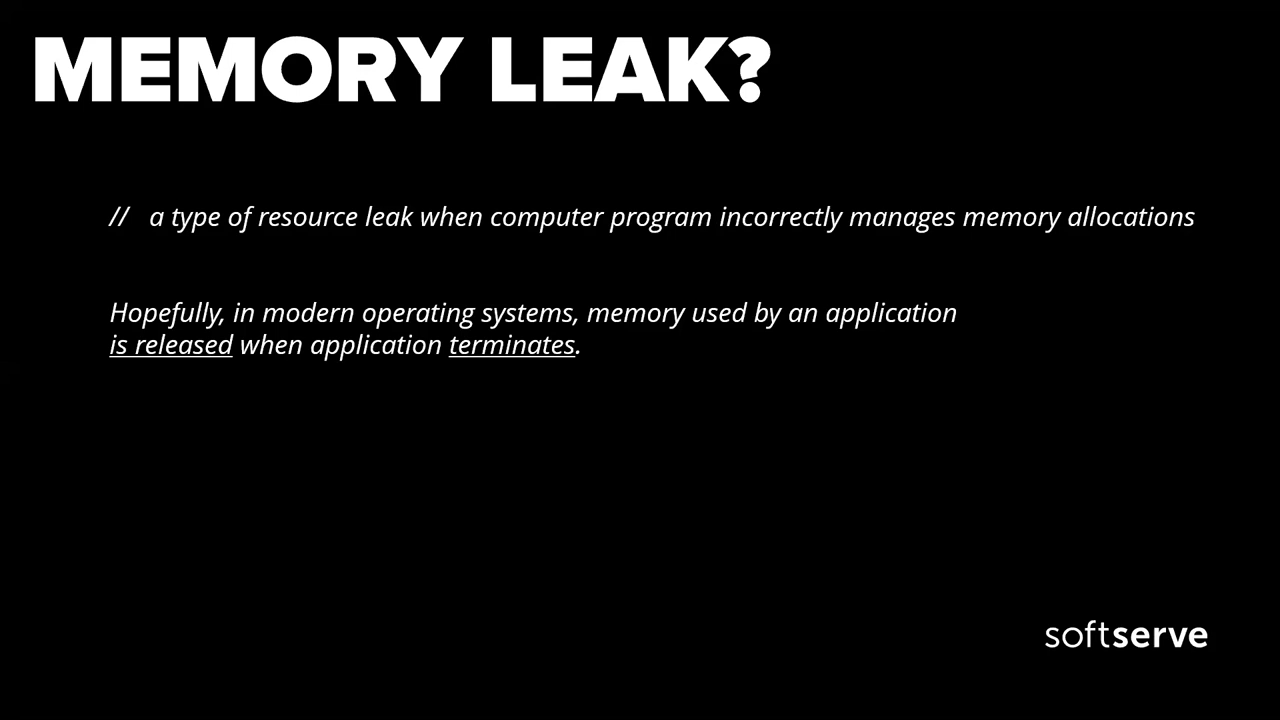 MEMORY LEAK?
// a type of resource leak when computer program incorrectly manages memory allocations
Hopefully, in modern operating systems, memory used by an application
is released when application terminates.
softserve